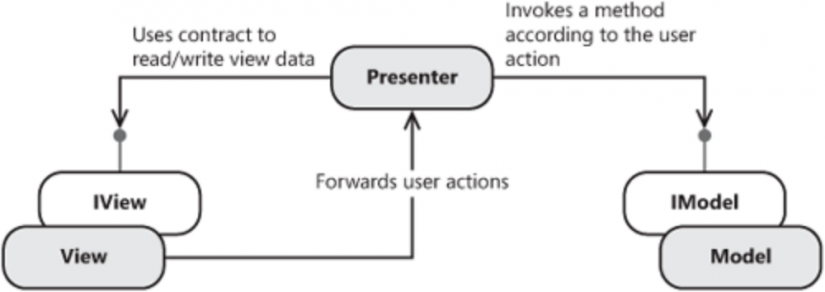 Uses contract to
read/write view data
Presenter
Invokes a method
according to the user
action
Forwards user actions
IView
View
IModel
Model